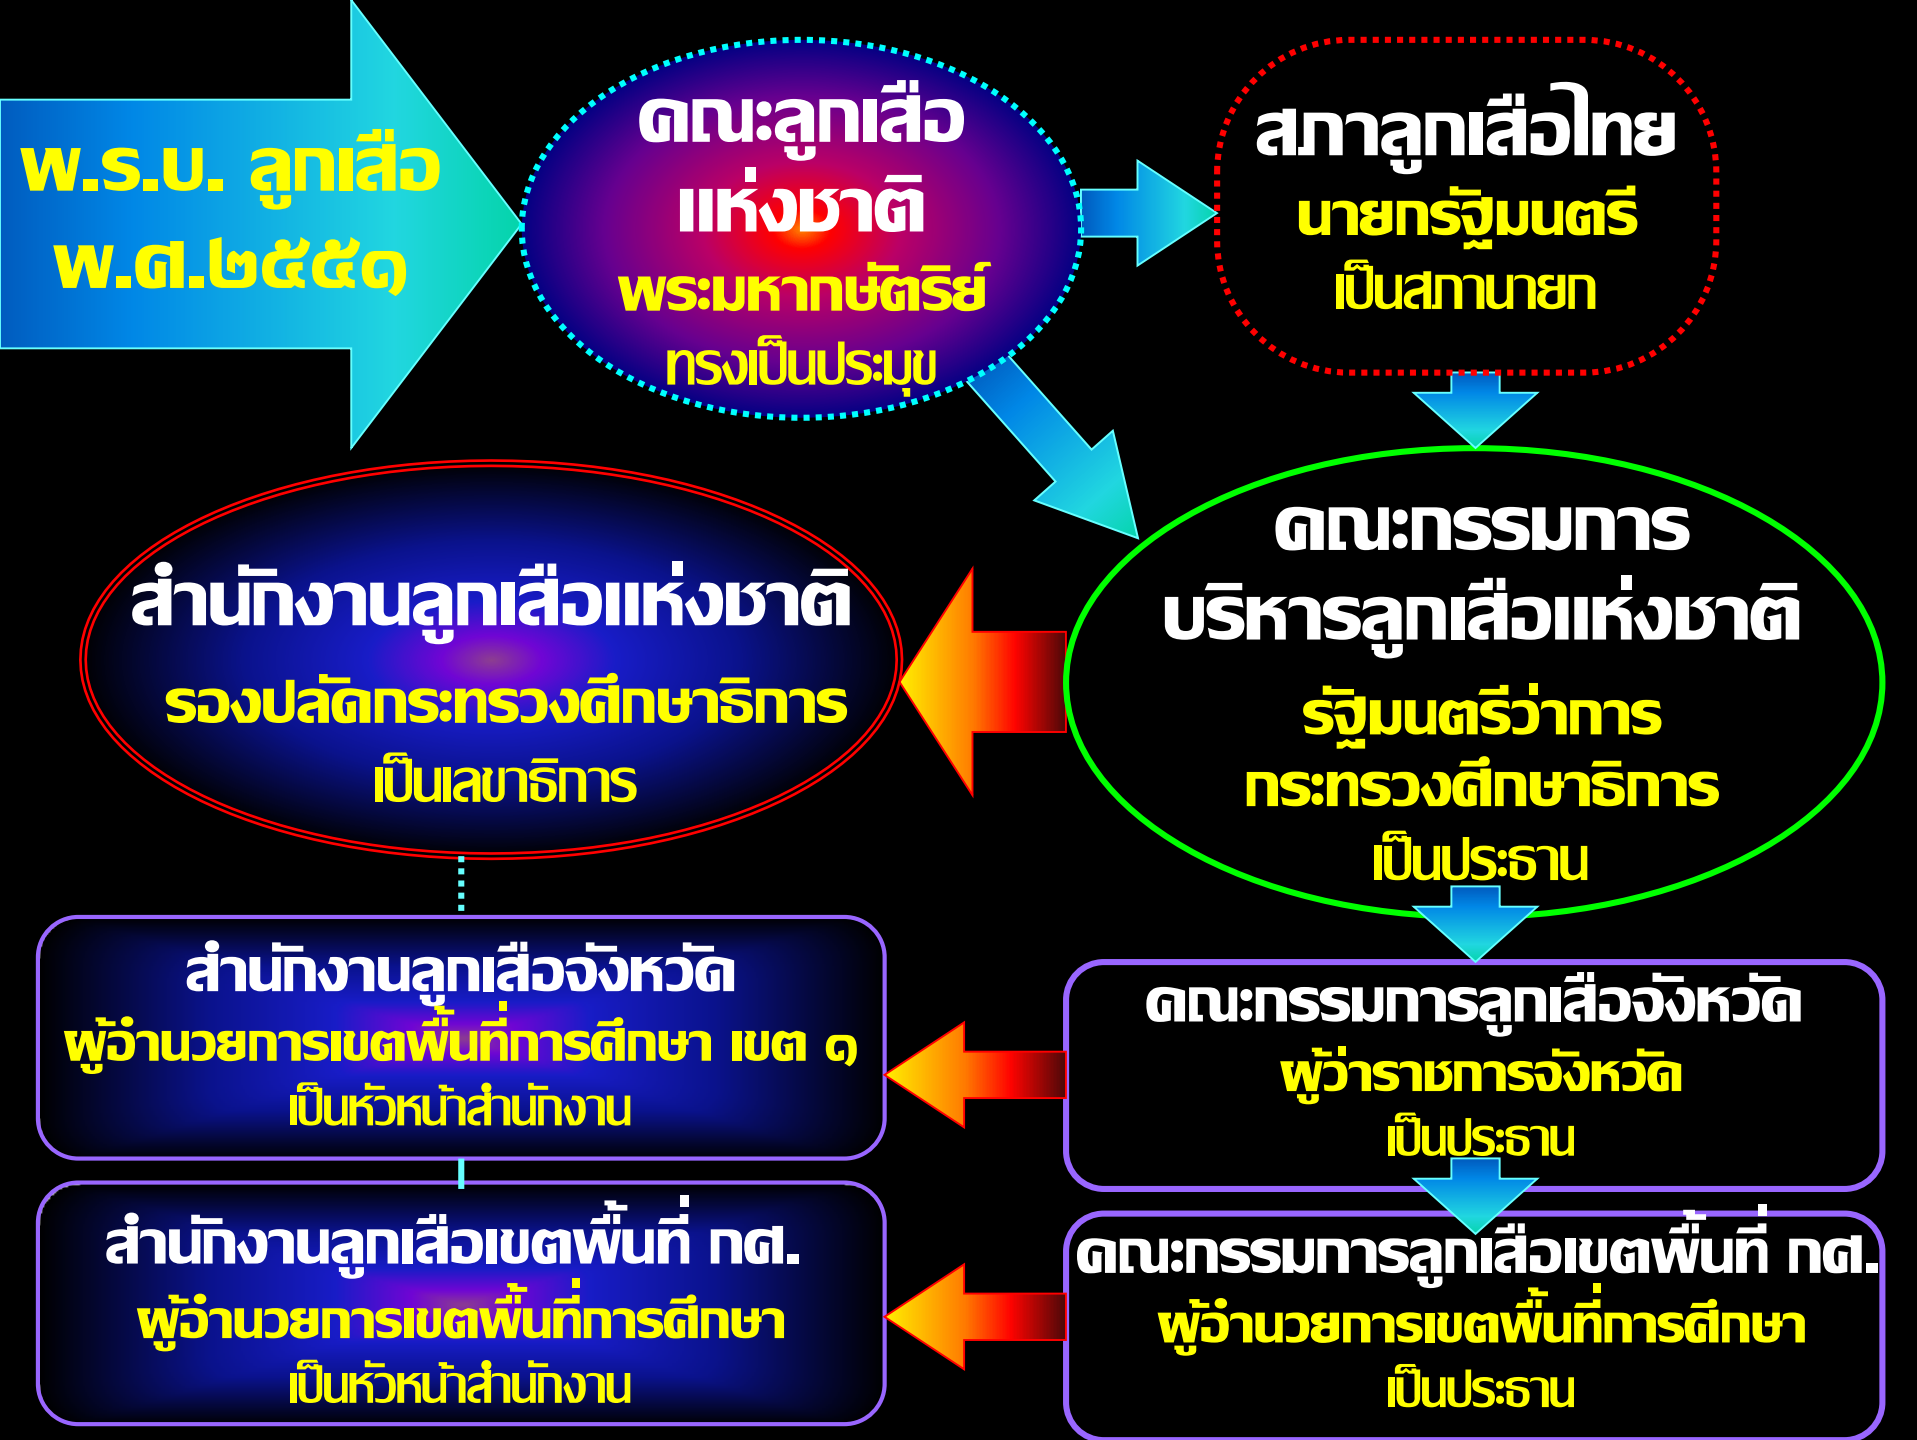 พ.ร.บ. ลูกเสือ
พ.ศ.๒๕๕๑
คณะลูกเสือ
แห่งชาติ
พระมหากษัตริย์
ทรงเป็นประมุข
สภาลูกเสือไทย
นายกรัฐมนตรี
เป็นสภานายก
คณะกรรมการ
บริหารลูกเสือแห่งชาติ
รัฐมนตรีว่าการ
กระทรวงศึกษาธิการ
เป็นประธาน
สำนักงานลูกเสือแห่งชาติ
รองปลัดกระทรวงศึกษาธิการ
เป็นเลขาธิการ
คณะกรรมการลูกเสือจังหวัด
ผู้ว่าราชการจังหวัด
เป็นประธาน
สำนักงานลูกเสือจังหวัด
ผู้อำนวยการเขตพื้นที่การศึกษา เขต ๑
เป็นหัวหน้าสำนักงาน
คณะกรรมการลูกเสือเขตพื้นที่ กศ.
ผู้อำนวยการเขตพื้นที่การศึกษา
เป็นประธาน
สำนักงานลูกเสือเขตพื้นที่ กศ.
ผู้อำนวยการเขตพื้นที่การศึกษา
เป็นหัวหน้าสำนักงาน